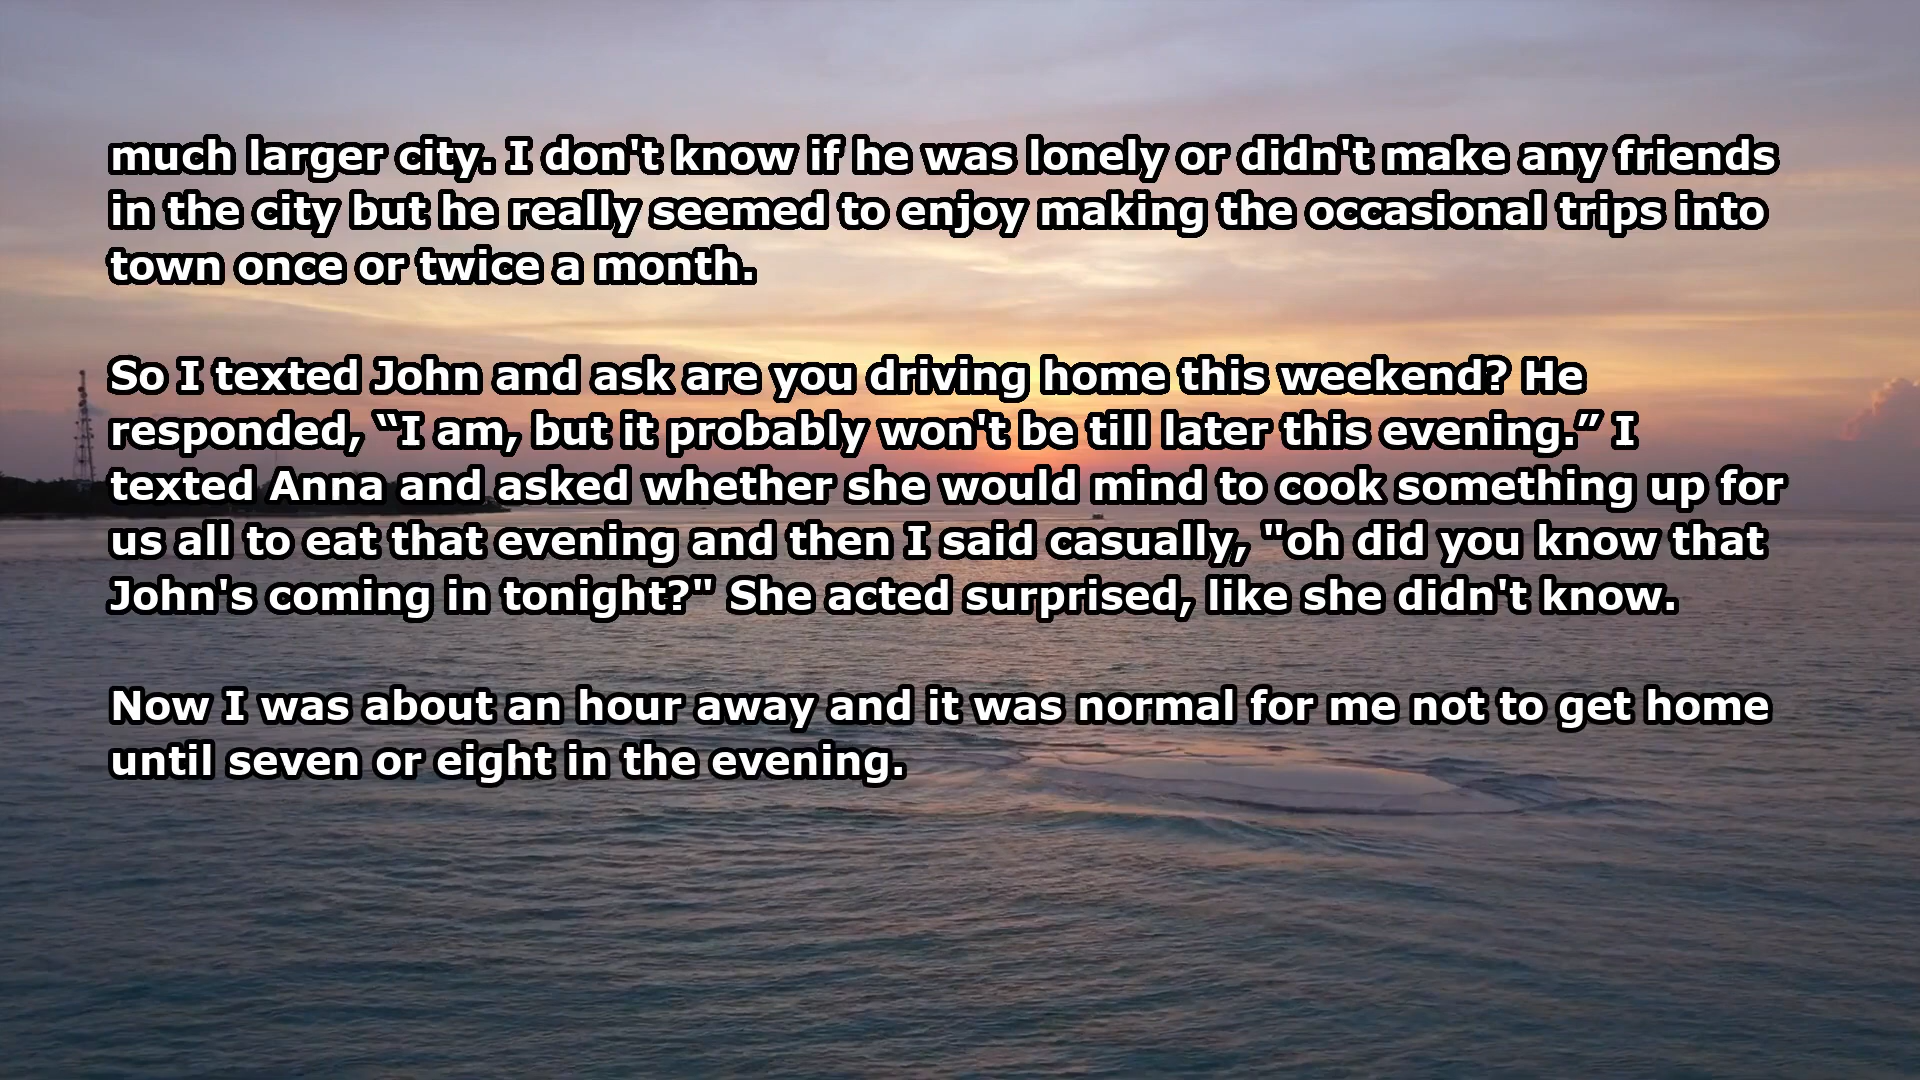 much larger city. I don't know if he was lonely or didn't make any friends
in the city but he really seemed to enjoy making the occasional trips into
town once or twice a month.
So I texted John and ask are you driving home this weekend? He
responded, “I am, but it probably won't be till later this evening.” I
texted Anna and asked whether she would mind to cook something up for
us all to eat that evening and then I said casually, "oh did you know that
John's coming in tonight?" She acted surprised, like she didn't know.
Now I was about an hour away and it was normal for me not to get home
until seven or eight in the evening.